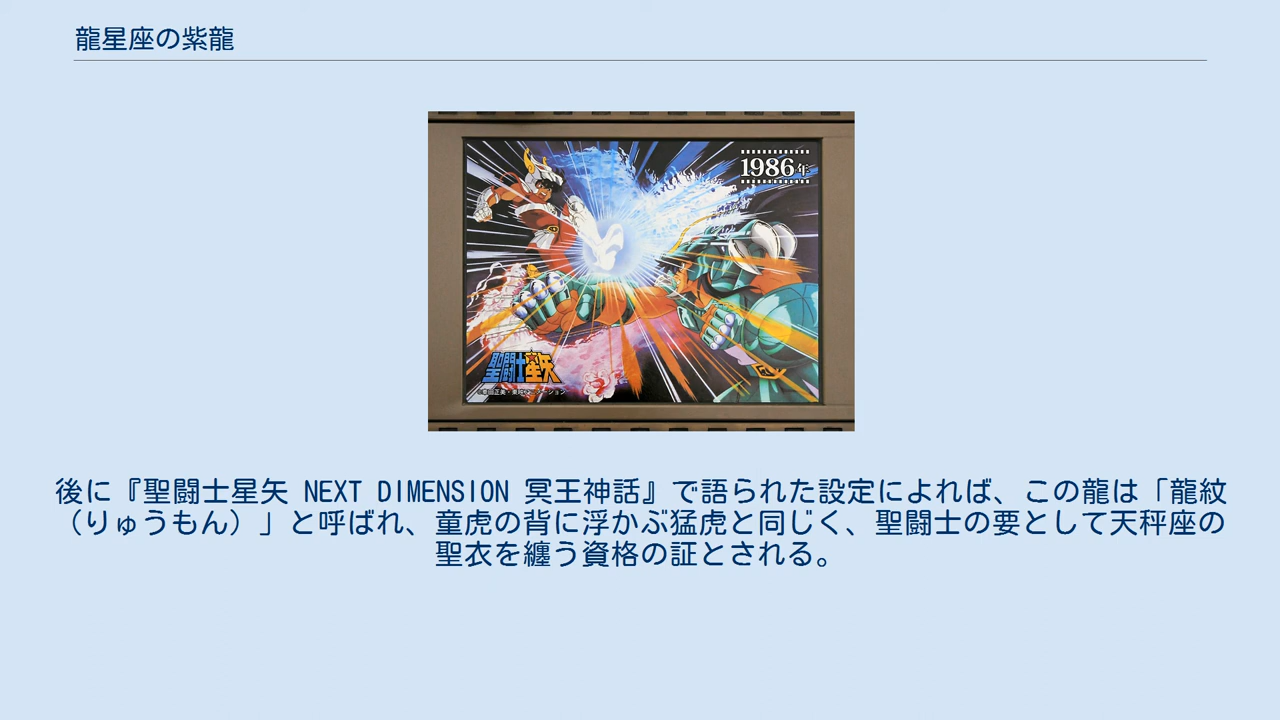 龍星座の紫龍
1986年
聖闘士星矢
後に『聖闘士星矢 NEXT DIMENSION 冥王神話』で語られた設定によれば、この龍は「龍紋
（りゅうもん）」と呼ばれ、童虎の背に浮かぶ猛虎と同じく、聖闘士の要として天秤座の
聖衣を纏う資格の証とされる。